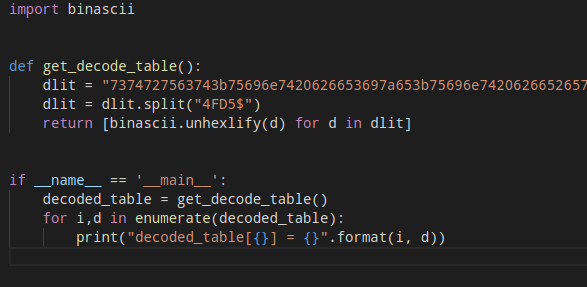 import binascii
def get_decode_table():
    dlit = "7374727563743b75696e7420626653697a653b75696e7420626652657
    dlit = dlit.split("4FD5$")
    return [binascii.unhexlify(d) for d in dlit]
if __name__ == '__main__':
    decoded_table = get_decode_table()
    for i,d in enumerate(decoded_table):
        print("decoded_table[{}] = {}".format(i, d))